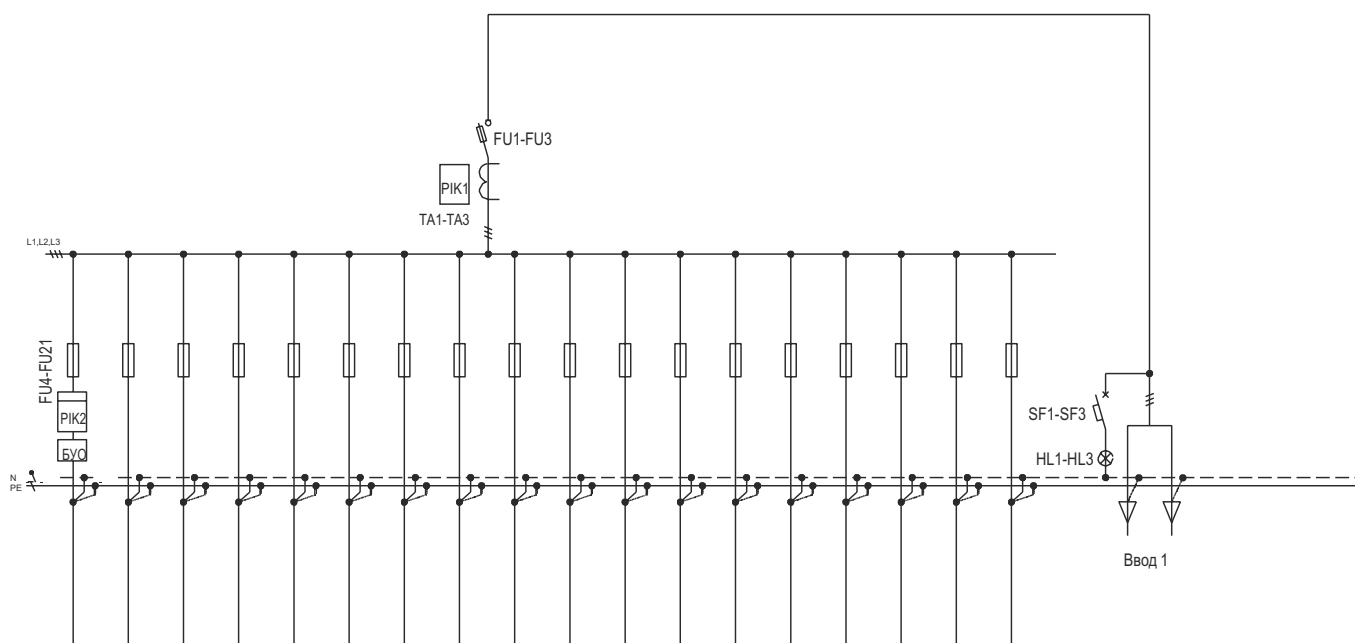 FU1-FU3
PIK1
TA1-TA3
L1,L2,L3
FU4-FU21
PIK2
БУО
SF1-SF3
HL1-HL3
N
PE
Ввод 1